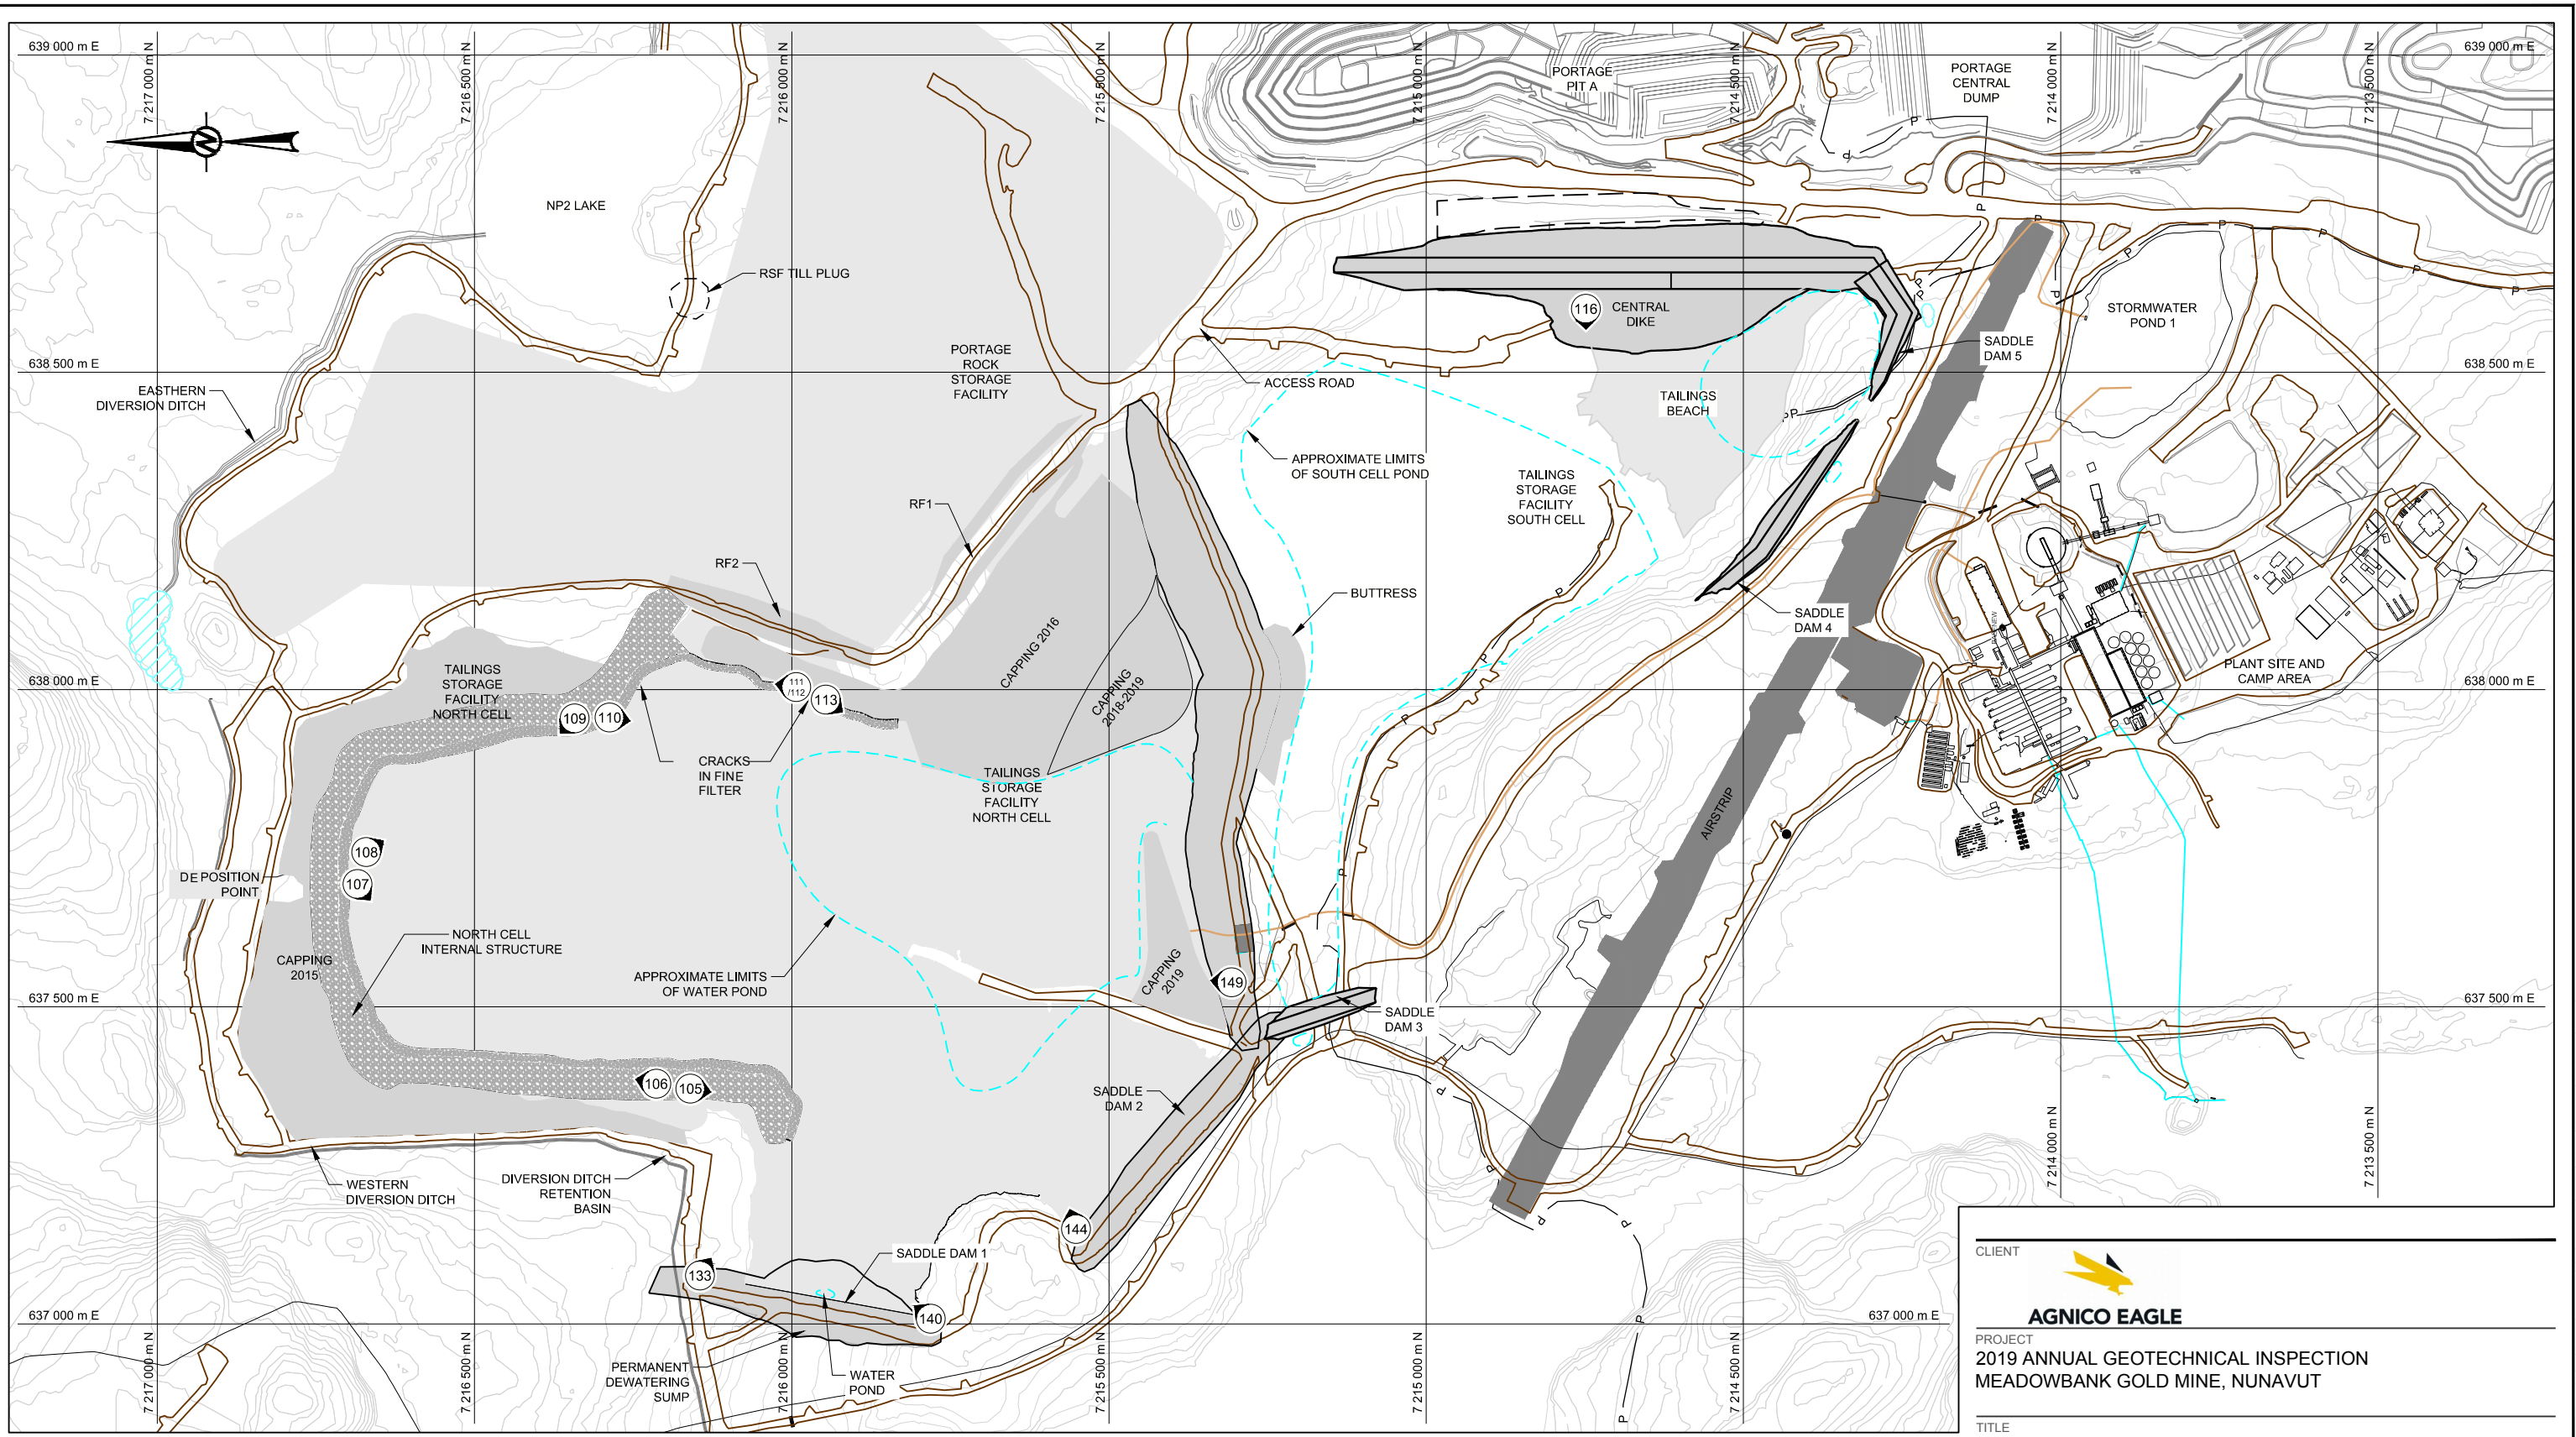 639 000 m E
7 217 000 m N
7 216 500 m N
7 216 000 m N
7 215 500 m N
7 215 000 m N
7 214 500 m N
7 214 000 m N
7 213 500 m N
639 000 m E
N
PORTAGE
PIT A
PORTAGE
CENTRAL
DUMP
NP2 LAKE
RSF TILL PLUG
116
CENTRAL
DIKE
STORMWATER
POND 1
SADDLE
DAM 5
638 500 m E
638 500 m E
PORTAGE
ROCK
STORAGE
FACILITY
ACCESS ROAD
EASTHERN
DIVERSION DITCH
TAILINGS
BEACH
APPROXIMATE LIMITS
OF SOUTH CELL POND
TAILINGS
STORAGE
FACILITY
SOUTH CELL
RF1
RF2
BUTTRESS
SADDLE
DAM 4
CAPPING 2016
CAPPING
2018-2019
PLANT SITE AND
CAMP AREA
TAILINGS
STORAGE
FACILITY
NORTH CELL
638 000 m E
638 000 m E
109
110
111
/112
113
CRACKS
IN FINE
FILTER
TAILINGS
STORAGE
FACILITY
NORTH CELL
AIRSTRIP
108
107
DEPOSITION
POINT
NORTH CELL
INTERNAL STRUCTURE
CAPPING
2015
APPROXIMATE LIMITS
OF WATER POND
CAPPING
2019
149
637 500 m E
637 500 m E
SADDLE
DAM 3
106
105
SADDLE
DAM 2
WESTERN
DIVERSION DITCH
DIVERSION DITCH
RETENTION
BASIN
144
SADDLE DAM 1
133
140
637 000 m E
637 000 m E
PERMANENT
DEWATERING
SUMP
WATER
POND
7 217 000 m N
7 216 500 m N
7 216 000 m N
7 215 500 m N
7 215 000 m N
7 214 500 m N
7 214 000 m N
7 213 500 m N
CLIENT
AGNICO EAGLE
PROJECT
2019 ANNUAL GEOTECHNICAL INSPECTION
MEADOWBANK GOLD MINE, NUNAVUT
TITLE